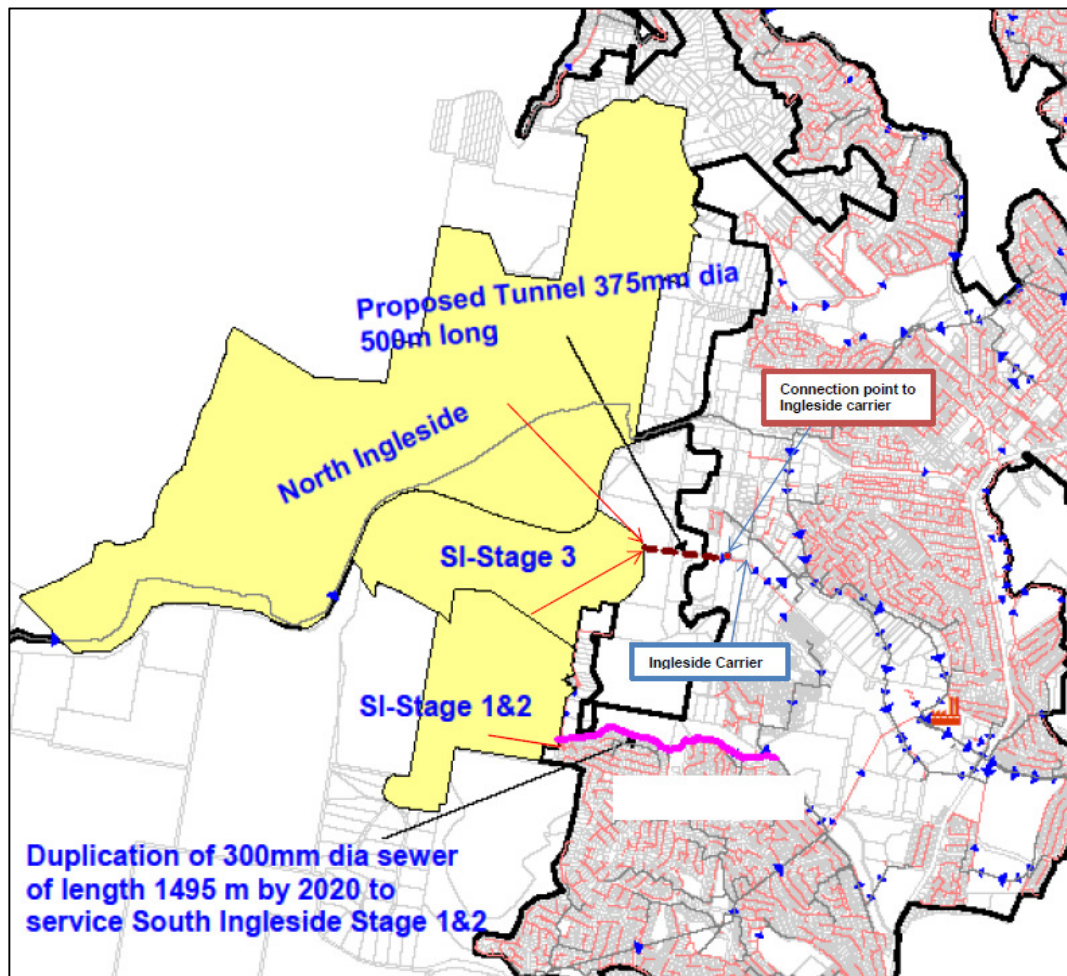 Proposed Tunnel 375mm dia
500m long
Connection point to
Ingleside carrier
North Ingleside
SI-Stage 3
Ingleside Carrier
SI-Stage 1&2
Duplication of 300mm dia sewer
of length 1495 m by 2020 to
service South Ingleside Stage 1&2